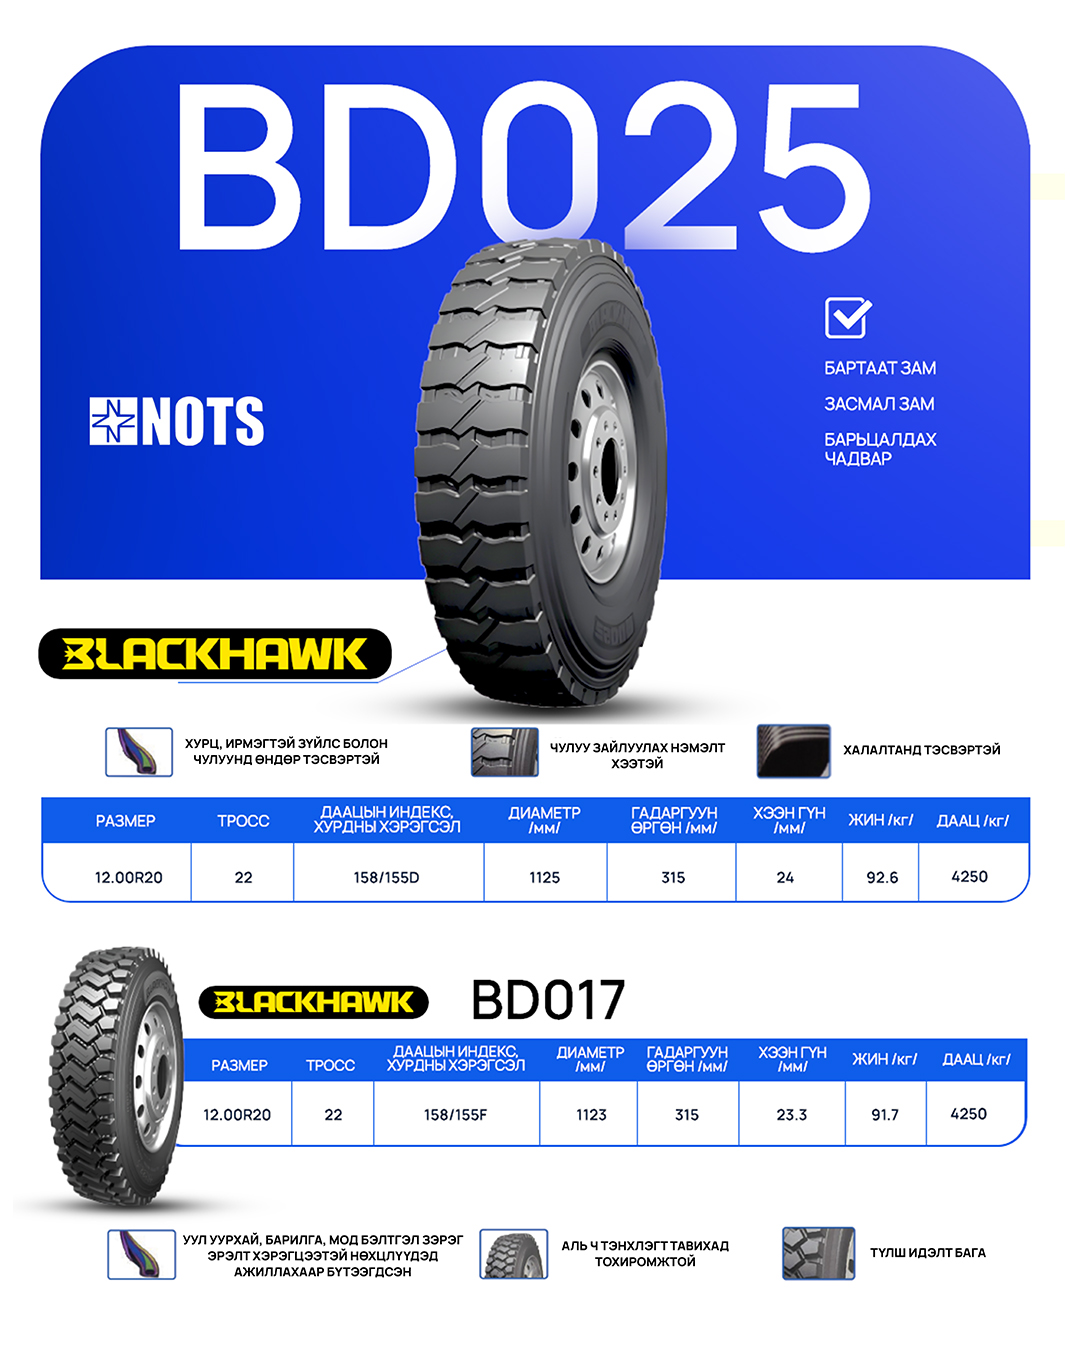 BD025
NOTS
БАРТААТ ЗАМ
ЗАСМАЛ ЗАМ
БАРЬЦАЛДАХ
ЧАДВАР
BLACKHAWK
ХУРЦ, ИРМЭГТЭЙ ЗҮЙЛС БОЛОН
ЧУЛУУНД ӨНДӨР ТЭСВЭРТЭЙ
ЧУЛУУ ЗАЙЛУУЛАХ НЭМЭЛТ
ХЭЭТЭЙ
ХАЛАЛТАНД ТЭСВЭРТЭЙ
РАЗМЕР ТРОСС ДААЦЫН ИНДЕКС, ХУРДНЫ ХЭРЭГСЭЛ ДИАМЕТР /мм/ ГАДАРГУУН ӨРГӨН /мм/ ХЭЭН ГҮН /мм/ ЖИН /кг/ ДААЦ /кг/
12.00R20 22 158/155D 1125 315 24 92.6 4250
BLACKHAWK BD017
РАЗМЕР ТРОСС ДААЦЫН ИНДЕКС, ХУРДНЫ ХЭРЭГСЭЛ ДИАМЕТР /мм/ ГАДАРГУУН ӨРГӨН /мм/ ХЭЭН ГҮН /мм/ ЖИН /кг/ ДААЦ /кг/
12.00R20 22 158/155F 1123 315 23.3 91.7 4250
УУЛ УУРХАЙ, БАРИЛГА, МОД БЭЛТГЭЛ ЗЭРЭГ
ЭРЭЛТ ХЭРЭГЦЭЭТЭЙ НӨХЦЛҮҮДЭД
АЖИЛЛАХААР БҮТЭЭГДСЭН
АЛЬ Ч ТЭНХЛЭГТ ТАВИХАД
ТОХИРОМЖТОЙ
ТҮЛШ ИДЭЛТ БАГА